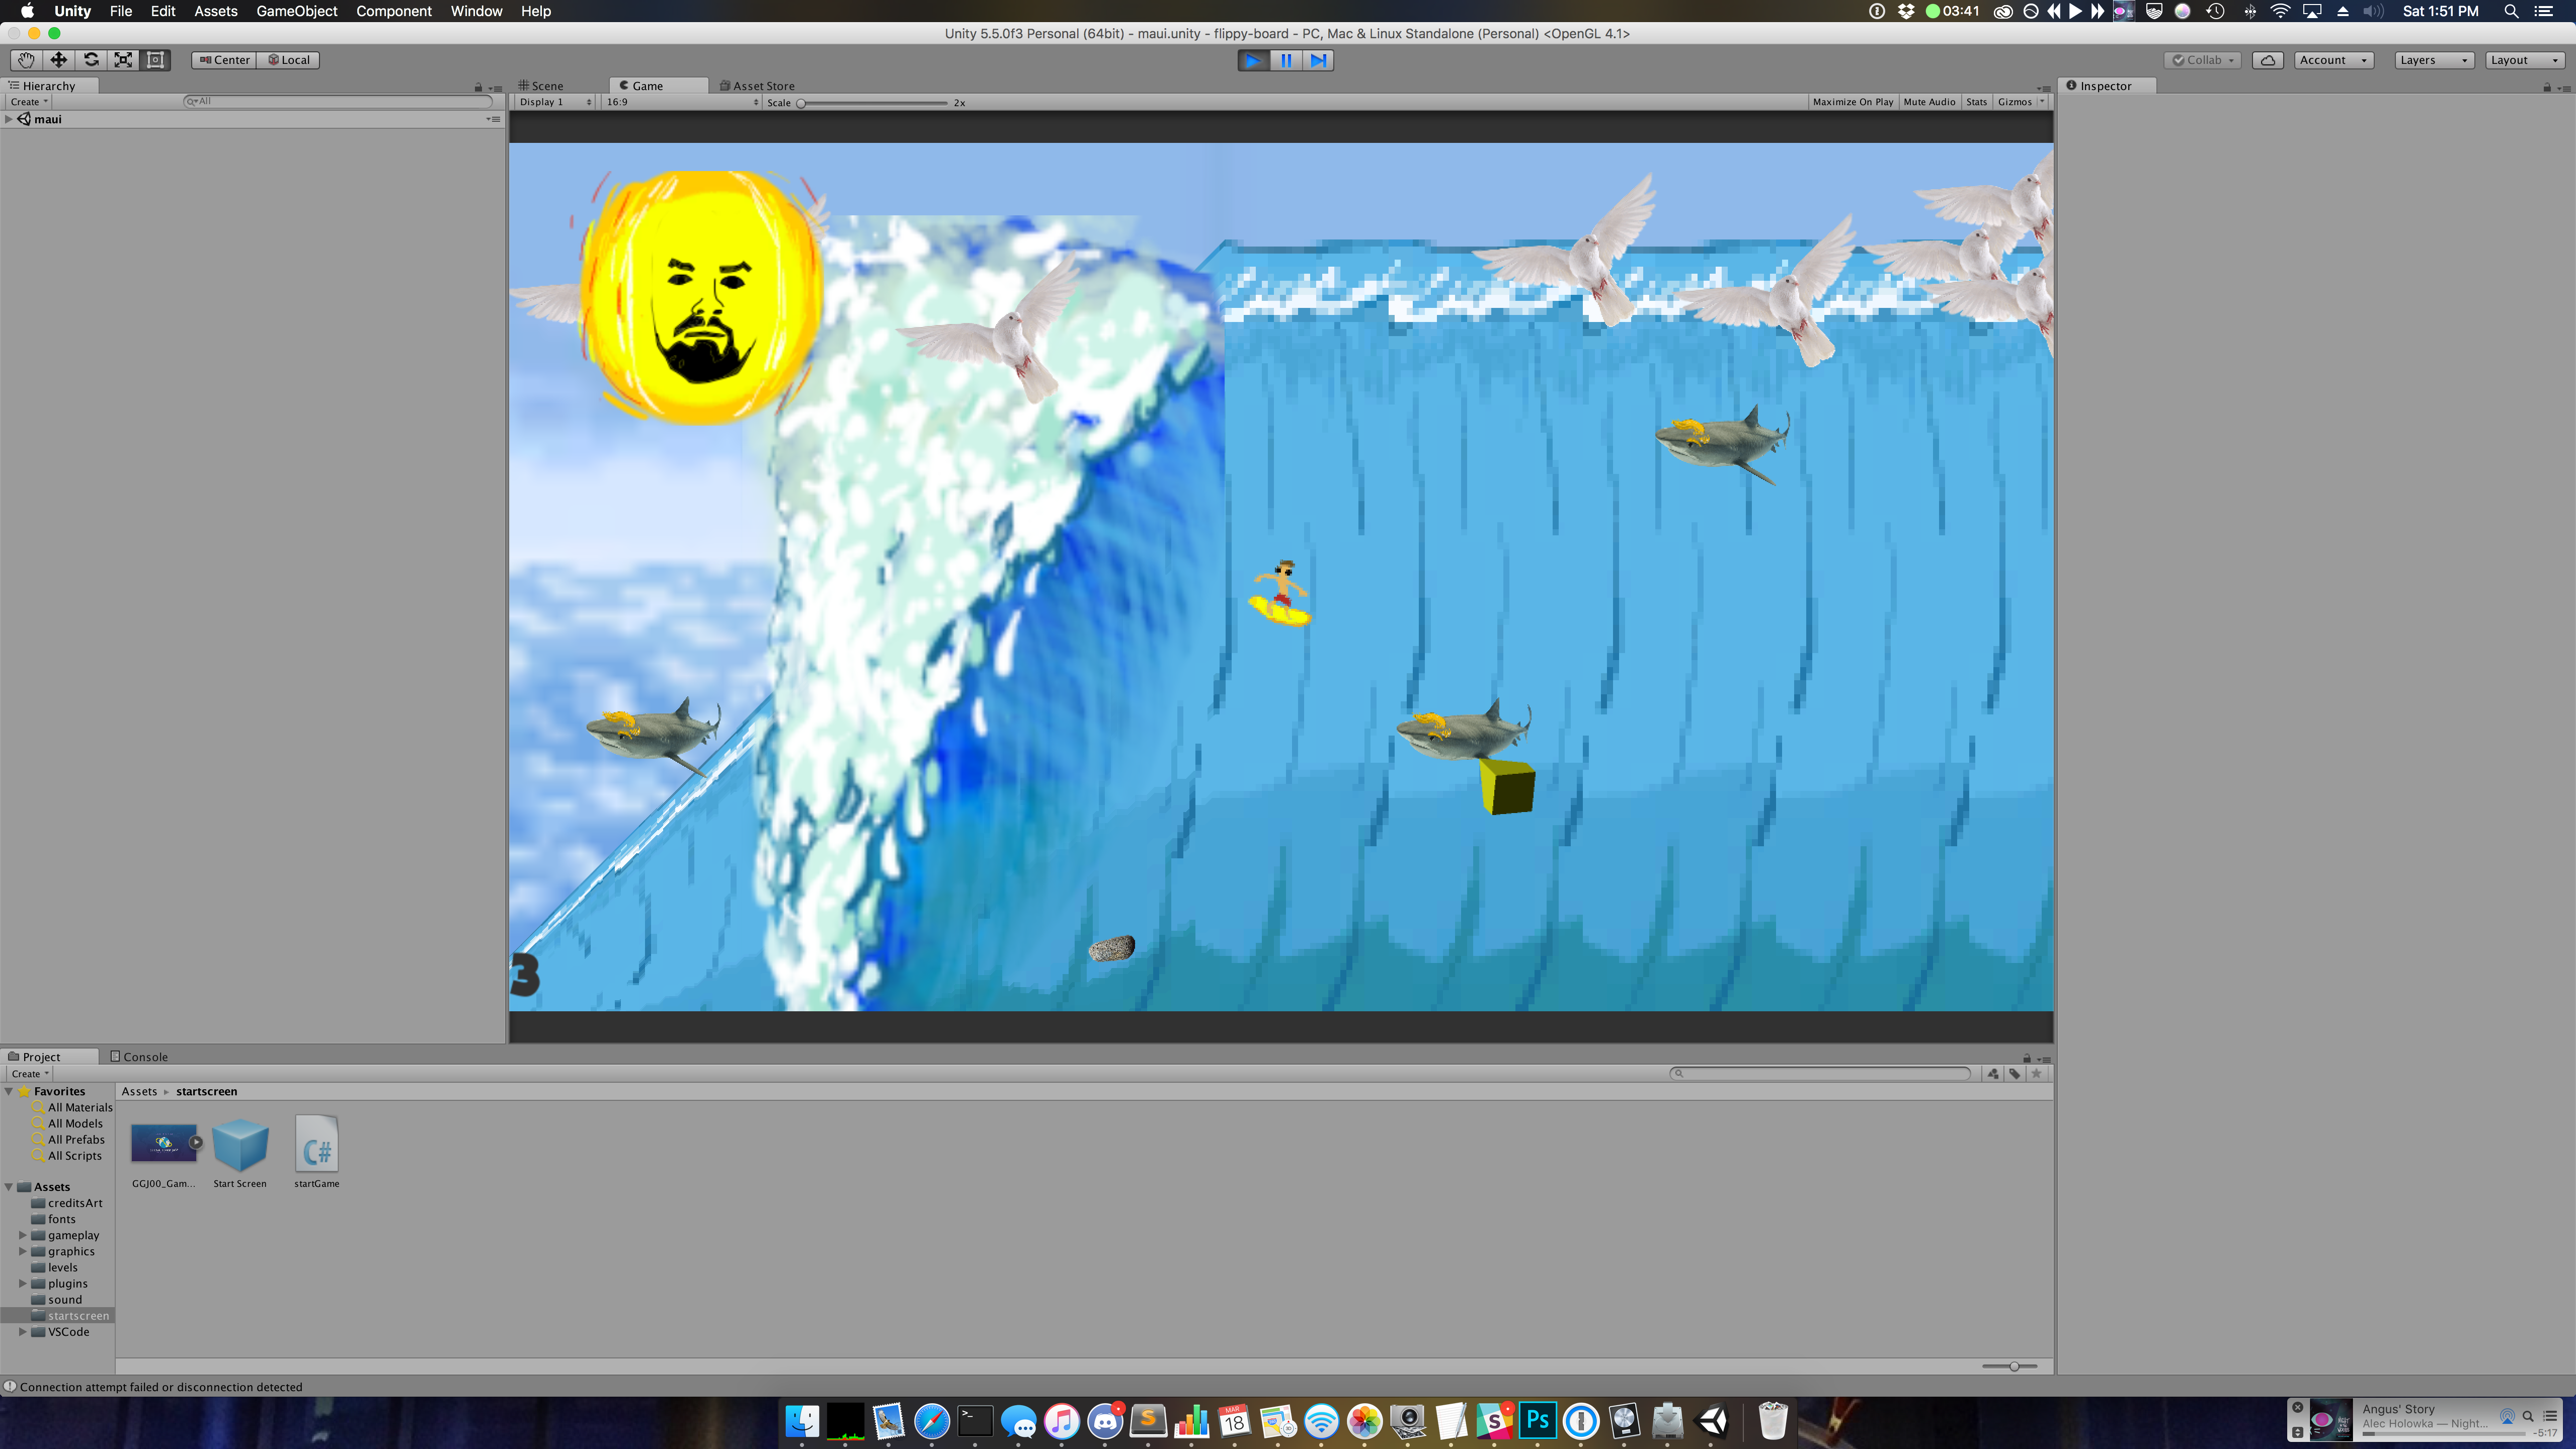 Unity File Edit Assets GameObject Component Window Help 03:41 Sat 1:51 PM
Unity 5.5.0f3 Personal (64bit) - maui.unity - flippy-board - PC, Mac & Linux Standalone (Personal) <OpenGL 4.1>
Center Local Collab Account Layers Layout
Hierarchy Scene Game Asset Store Inspector
Create All Display 1 16:9 Scale 2x Maximize On Play Mute Audio Stats Gizmos
maui
3
Project Console
Create
Favorites Assets startscreen
All Materials
All Models
All Prefabs
All Scripts
C#
GGJ00_Gam... Start Screen startGame
Assets
creditsArt
fonts
gameplay
graphics
levels
plugins
sound
startscreen
VSCode
Connection attempt failed or disconnection detected
MAR
18
S
Ps
Angus' Story
Alec Holowka — Night...
-5:17